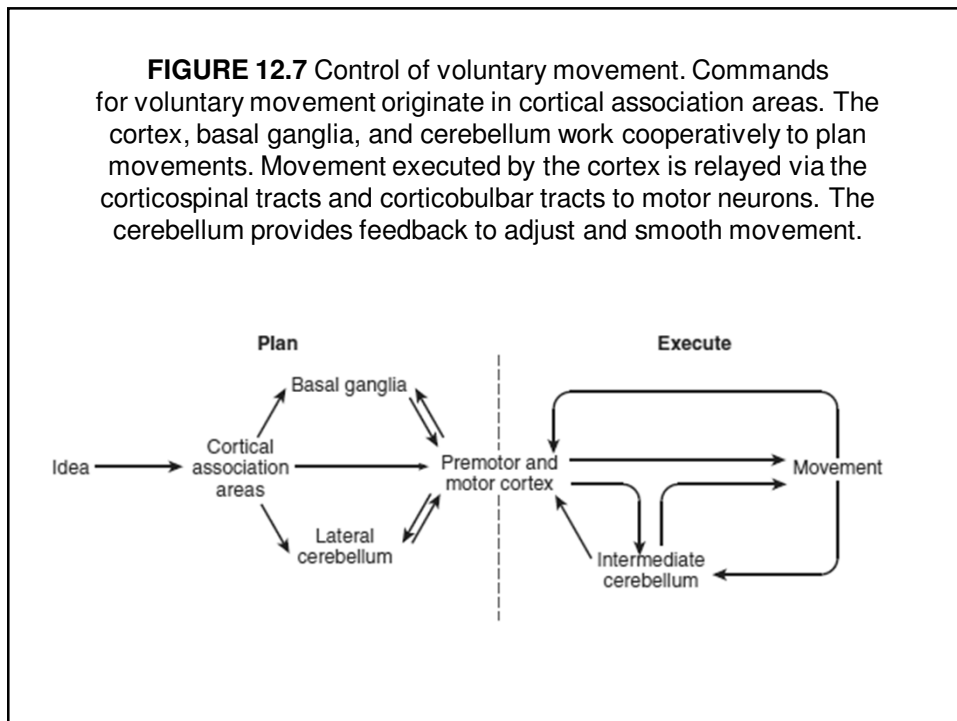 FIGURE 12.7 Control of voluntary movement. Commands
for voluntary movement originate in cortical association areas. The
cortex, basal ganglia, and cerebellum work cooperatively to plan
movements. Movement executed by the cortex is relayed via the
corticospinal tracts and corticobulbar tracts to motor neurons. The
cerebellum provides feedback to adjust and smooth movement.
Plan
Execute
Basal ganglia
Idea
Cortical
association
areas
Premotor and
motor cortex
Movement
Lateral
cerebellum
Intermediate
cerebellum